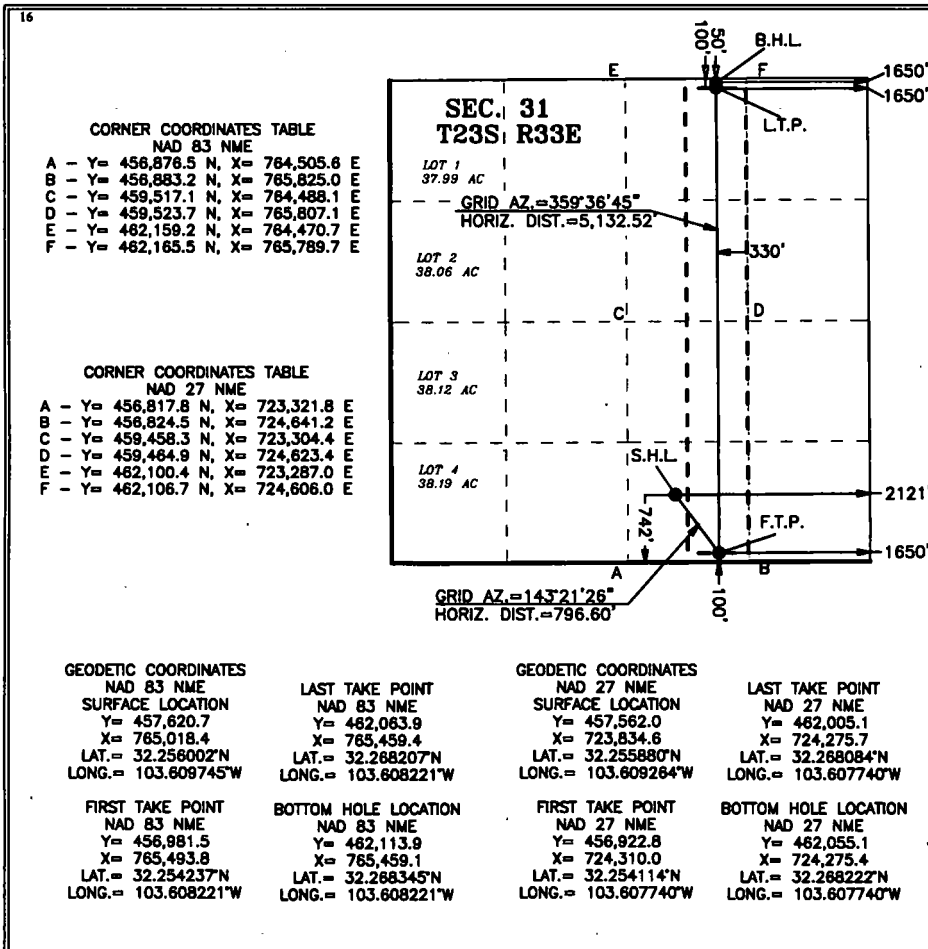 16
CORNER COORDINATES TABLE
NAD 83 NME
A - Y= 456,876.5 N, X= 764,505.6 E
B - Y= 456,883.2 N, X= 765,825.0 E
C - Y= 459,517.1 N, X= 764,488.1 E
D - Y= 459,523.7 N, X= 765,807.1 E
E - Y= 462,159.2 N, X= 764,470.7 E
F - Y= 462,165.5 N, X= 765,789.7 E
CORNER COORDINATES TABLE
NAD 27 NME
A - Y= 456,817.8 N, X= 723,321.8 E
B - Y= 456,824.5 N, X= 724,641.2 E
C - Y= 459,458.3 N, X= 723,304.4 E
D - Y= 459,464.9 N, X= 724,623.4 E
E - Y= 462,100.4 N, X= 723,287.0 E
F - Y= 462,106.7 N, X= 724,606.0 E
100'
50'
B.H.L.
E
F
1650'
1650'
SEC. 31
T23S R33E
L.T.P.
LOT 1
37.99 AC
GRID AZ.=359°36'45"
HORIZ. DIST.=5,132.52'
330'
LOT 2
38.06 AC
C
D
LOT 3
38.12 AC
S.H.L.
LOT 4
38.19 AC
2121'
742'
F.T.P.
1650'
A
B
GRID AZ.=143°21'26"
HORIZ. DIST.=796.60'
100'
GEODETIC COORDINATES
NAD 83 NME
SURFACE LOCATION
Y= 457,620.7
X= 765,018.4
LAT.= 32.256002°N
LONG.= 103.609745°W
LAST TAKE POINT
NAD 83 NME
Y= 462,063.9
X= 765,459.4
LAT.= 32.268207°N
LONG.= 103.608221°W
GEODETIC COORDINATES
NAD 27 NME
SURFACE LOCATION
Y= 457,562.0
X= 723,834.6
LAT.= 32.255880°N
LONG.= 103.609264°W
LAST TAKE POINT
NAD 27 NME
Y= 462,005.1
X= 724,275.7
LAT.= 32.268084°N
LONG.= 103.607740°W
FIRST TAKE POINT
NAD 83 NME
Y= 456,981.5
X= 765,493.8
LAT.= 32.254237°N
LONG.= 103.608221°W
BOTTOM HOLE LOCATION
NAD 83 NME
Y= 462,113.9
X= 765,459.1
LAT.= 32.268345°N
LONG.= 103.608221°W
FIRST TAKE POINT
NAD 27 NME
Y= 456,922.8
X= 724,310.0
LAT.= 32.254114°N
LONG.= 103.607740°W
BOTTOM HOLE LOCATION
NAD 27 NME
Y= 462,055.1
X= 724,275.4
LAT.= 32.268222°N
LONG.= 103.607740°W